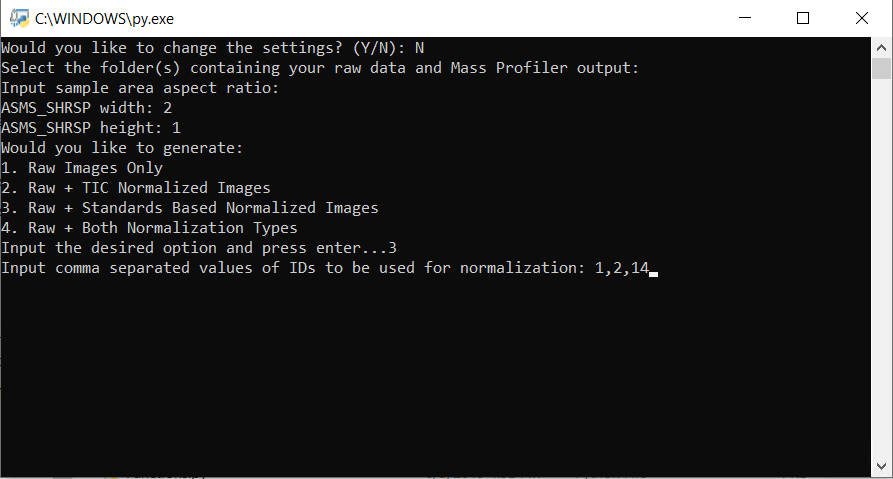 C:\WINDOWS\py.exe
Would you like to change the settings? (Y/N): N
Select the folder(s) containing your raw data and Mass Profiler output:
Input sample area aspect ratio:
ASMS_SHRSP width: 2
ASMS_SHRSP height: 1
Would you like to generate:
1. Raw Images Only
2. Raw + TIC Normalized Images
3. Raw + Standards Based Normalized Images
4. Raw + Both Normalization Types
Input the desired option and press enter...3
Input comma separated values of IDs to be used for normalization: 1,2,14